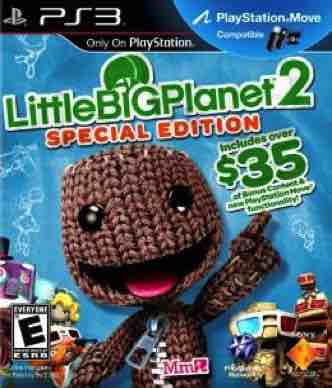 PS3
PlayStation®Move
Compatible
Only On PlayStation®
LittleBIGPlanet 2
SPECIAL EDITION
Includes over
$35
of Bonus Content &
new PlayStation®Move
functionality!
EVERYONE
E
ESRB
MmR